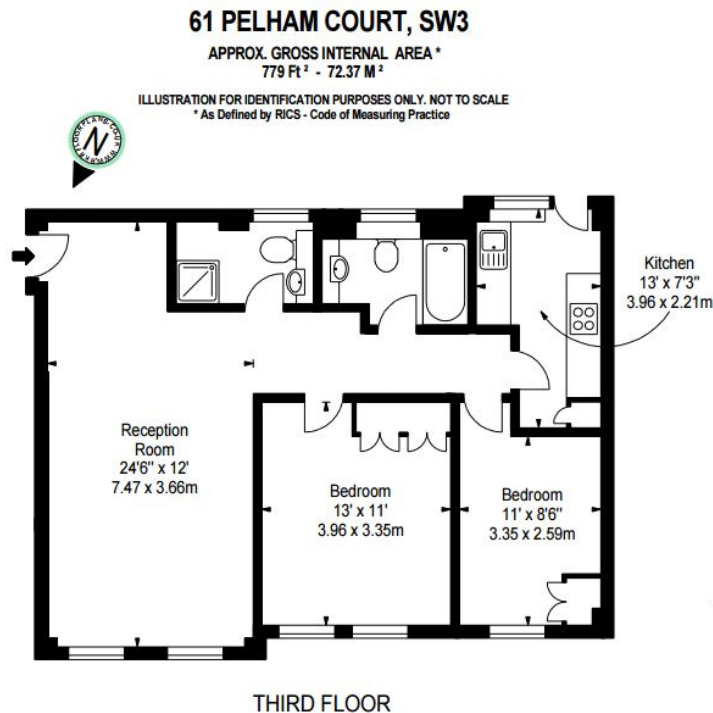 61 PELHAM COURT, SW3
APPROX. GROSS INTERNAL AREA *
779 Ft ² - 72.37 M ²
ILLUSTRATION FOR IDENTIFICATION PURPOSES ONLY. NOT TO SCALE
* As Defined by RICS - Code of Measuring Practice
N
Kitchen
13' x 7'3"
3.96 x 2.21m
Reception
Room
24'6" x 12'
7.47 x 3.66m
Bedroom
13' x 11'
3.96 x 3.35m
Bedroom
11' x 8'6"
3.35 x 2.59m
THIRD FLOOR